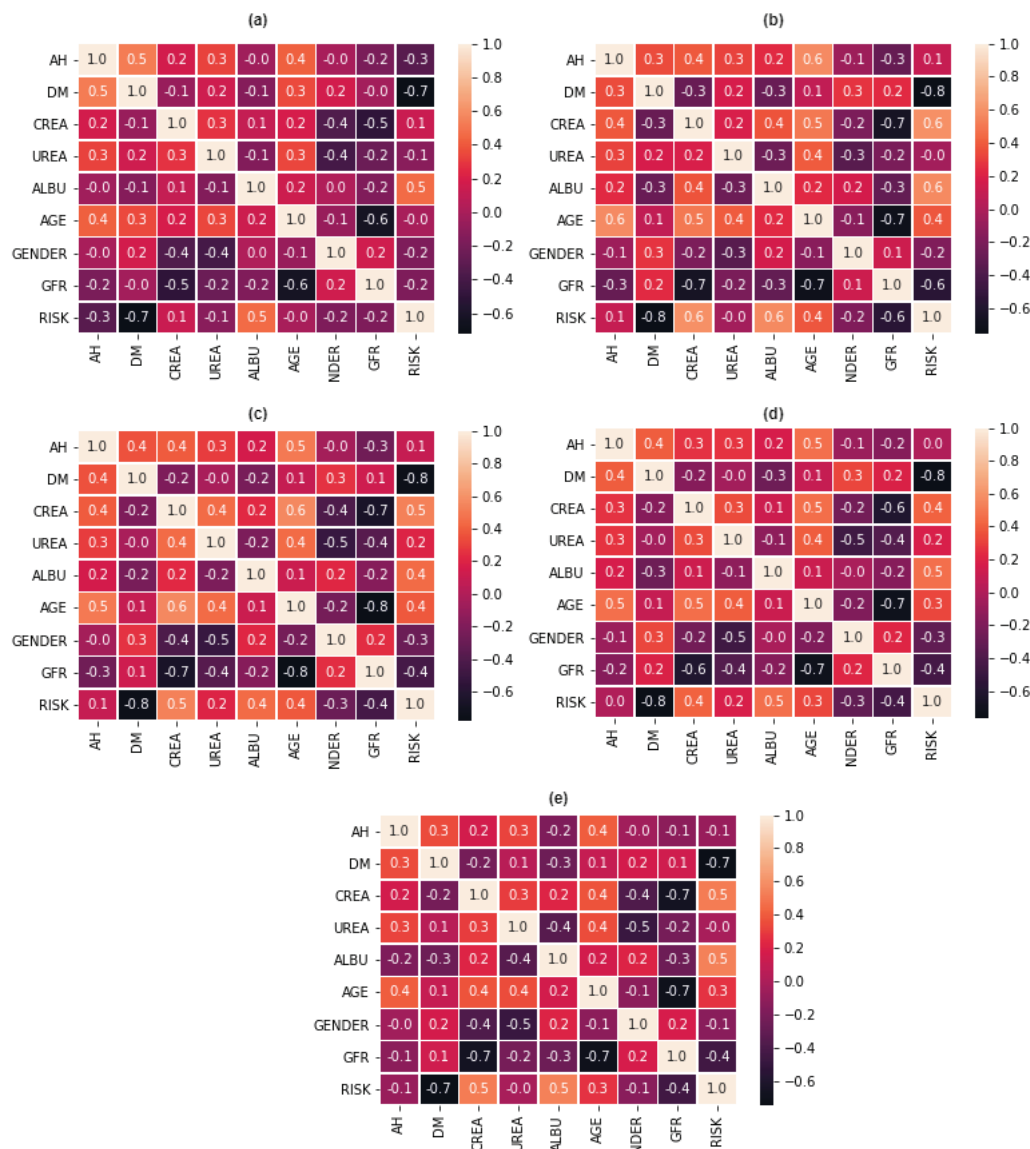 (a)
AH 1.0 0.5 0.2 0.3 -0.0 0.4 -0.0 -0.2 -0.3
DM 0.5 1.0 -0.1 0.2 -0.1 0.3 0.2 -0.0 -0.7
CREA 0.2 -0.1 1.0 0.3 0.1 0.2 -0.4 -0.5 0.1
UREA 0.3 0.2 0.3 1.0 -0.1 0.3 -0.4 -0.2 -0.1
ALBU -0.0 -0.1 0.1 -0.1 1.0 0.2 0.0 -0.2 0.5
AGE 0.4 0.3 0.2 0.3 0.2 1.0 -0.1 -0.6 -0.0
GENDER -0.0 0.2 -0.4 -0.4 0.0 -0.1 1.0 0.2 -0.2
GFR -0.2 -0.0 -0.5 -0.2 -0.2 -0.6 0.2 1.0 -0.2
RISK -0.3 -0.7 0.1 -0.1 0.5 -0.0 -0.2 -0.2 1.0
AH DM CREA UREA ALBU AGE NDER GFR RISK
1.0
0.8
0.6
0.4
0.2
0.0
−0.2
−0.4
−0.6
(b)
AH 1.0 0.3 0.4 0.3 0.2 0.6 -0.1 -0.3 0.1
DM 0.3 1.0 -0.3 0.2 -0.3 0.1 0.3 0.2 -0.8
CREA 0.4 -0.3 1.0 0.2 0.4 0.5 -0.2 -0.7 0.6
UREA 0.3 0.2 0.2 1.0 -0.3 0.4 -0.3 -0.2 -0.0
ALBU 0.2 -0.3 0.4 -0.3 1.0 0.2 0.2 -0.3 0.6
AGE 0.6 0.1 0.5 0.4 0.2 1.0 -0.1 -0.7 0.4
GENDER -0.1 0.3 -0.2 -0.3 0.2 -0.1 1.0 0.1 -0.2
GFR -0.3 0.2 -0.7 -0.2 -0.3 -0.7 0.1 1.0 -0.6
RISK 0.1 -0.8 0.6 -0.0 0.6 0.4 -0.2 -0.6 1.0
AH DM CREA UREA ALBU AGE NDER GFR RISK
1.0
0.8
0.6
0.4
0.2
0.0
−0.2
−0.4
−0.6
(c)
AH 1.0 0.4 0.4 0.3 0.2 0.5 -0.0 -0.3 0.1
DM 0.4 1.0 -0.2 -0.0 -0.2 0.1 0.3 0.1 -0.8
CREA 0.4 -0.2 1.0 0.4 0.2 0.6 -0.4 -0.7 0.5
UREA 0.3 -0.0 0.4 1.0 -0.2 0.4 -0.5 -0.4 0.2
ALBU 0.2 -0.2 0.2 -0.2 1.0 0.1 0.2 -0.2 0.4
AGE 0.5 0.1 0.6 0.4 0.1 1.0 -0.2 -0.8 0.4
GENDER -0.0 0.3 -0.4 -0.5 0.2 -0.2 1.0 0.2 -0.3
GFR -0.3 0.1 -0.7 -0.4 -0.2 -0.8 0.2 1.0 -0.4
RISK 0.1 -0.8 0.5 0.2 0.4 0.4 -0.3 -0.4 1.0
AH DM CREA UREA ALBU AGE NDER GFR RISK
1.0
0.8
0.6
0.4
0.2
0.0
−0.2
−0.4
−0.6
(d)
AH 1.0 0.4 0.3 0.3 0.2 0.5 -0.1 -0.2 0.0
DM 0.4 1.0 -0.2 -0.0 -0.3 0.1 0.3 0.2 -0.8
CREA 0.3 -0.2 1.0 0.3 0.1 0.5 -0.2 -0.6 0.4
UREA 0.3 -0.0 0.3 1.0 -0.1 0.4 -0.5 -0.4 0.2
ALBU 0.2 -0.3 0.1 -0.1 1.0 0.1 -0.0 -0.2 0.5
AGE 0.5 0.1 0.5 0.4 0.1 1.0 -0.2 -0.7 0.3
GENDER -0.1 0.3 -0.2 -0.5 -0.0 -0.2 1.0 0.2 -0.3
GFR -0.2 0.2 -0.6 -0.4 -0.2 -0.7 0.2 1.0 -0.4
RISK 0.0 -0.8 0.4 0.2 0.5 0.3 -0.3 -0.4 1.0
AH DM CREA UREA ALBU AGE NDER GFR RISK
1.0
0.8
0.6
0.4
0.2
0.0
−0.2
−0.4
−0.6
(e)
AH 1.0 0.3 0.2 0.3 -0.2 0.4 -0.0 -0.1 -0.1
DM 0.3 1.0 -0.2 0.1 -0.3 0.1 0.2 0.1 -0.7
CREA 0.2 -0.2 1.0 0.3 0.2 0.4 -0.4 -0.7 0.5
UREA 0.3 0.1 0.3 1.0 -0.4 0.4 -0.5 -0.2 -0.0
ALBU -0.2 -0.3 0.2 -0.4 1.0 0.2 0.2 -0.3 0.5
AGE 0.4 0.1 0.4 0.4 0.2 1.0 -0.1 -0.7 0.3
GENDER -0.0 0.2 -0.4 -0.5 0.2 -0.1 1.0 0.2 -0.1
GFR -0.1 0.1 -0.7 -0.2 -0.3 -0.7 0.2 1.0 -0.4
RISK -0.1 -0.7 0.5 -0.0 0.5 0.3 -0.1 -0.4 1.0
AH DM CREA UREA ALBU AGE NDER GFR RISK
1.0
0.8
0.6
0.4
0.2
0.0
−0.2
−0.4
−0.6